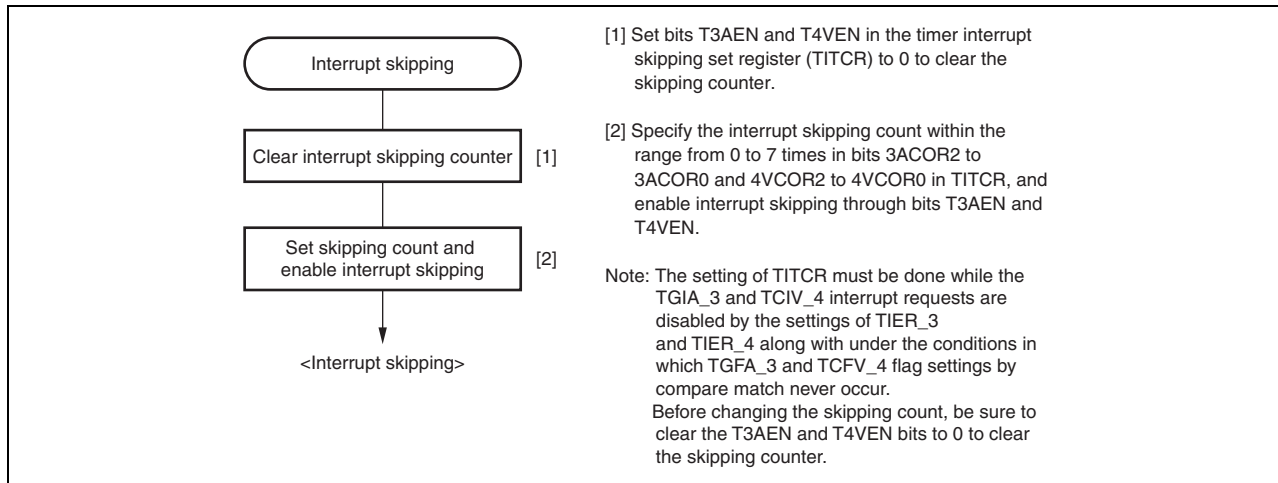 Interrupt skipping
Clear interrupt skipping counter
[1]
Set skipping count and
enable interrupt skipping
[2]
<Interrupt skipping>
[1] Set bits T3AEN and T4VEN in the timer interrupt
skipping set register (TITCR) to 0 to clear the
skipping counter.
[2] Specify the interrupt skipping count within the
range from 0 to 7 times in bits 3ACOR2 to
3ACOR0 and 4VCOR2 to 4VCOR0 in TITCR, and
enable interrupt skipping through bits T3AEN and
T4VEN.
Note: The setting of TITCR must be done while the
TGIA_3 and TCIV_4 interrupt requests are
disabled by the settings of TIER_3
and TIER_4 along with under the conditions in
which TGFA_3 and TCFV_4 flag settings by
compare match never occur.
Before changing the skipping count, be sure to
clear the T3AEN and T4VEN bits to 0 to clear
the skipping counter.